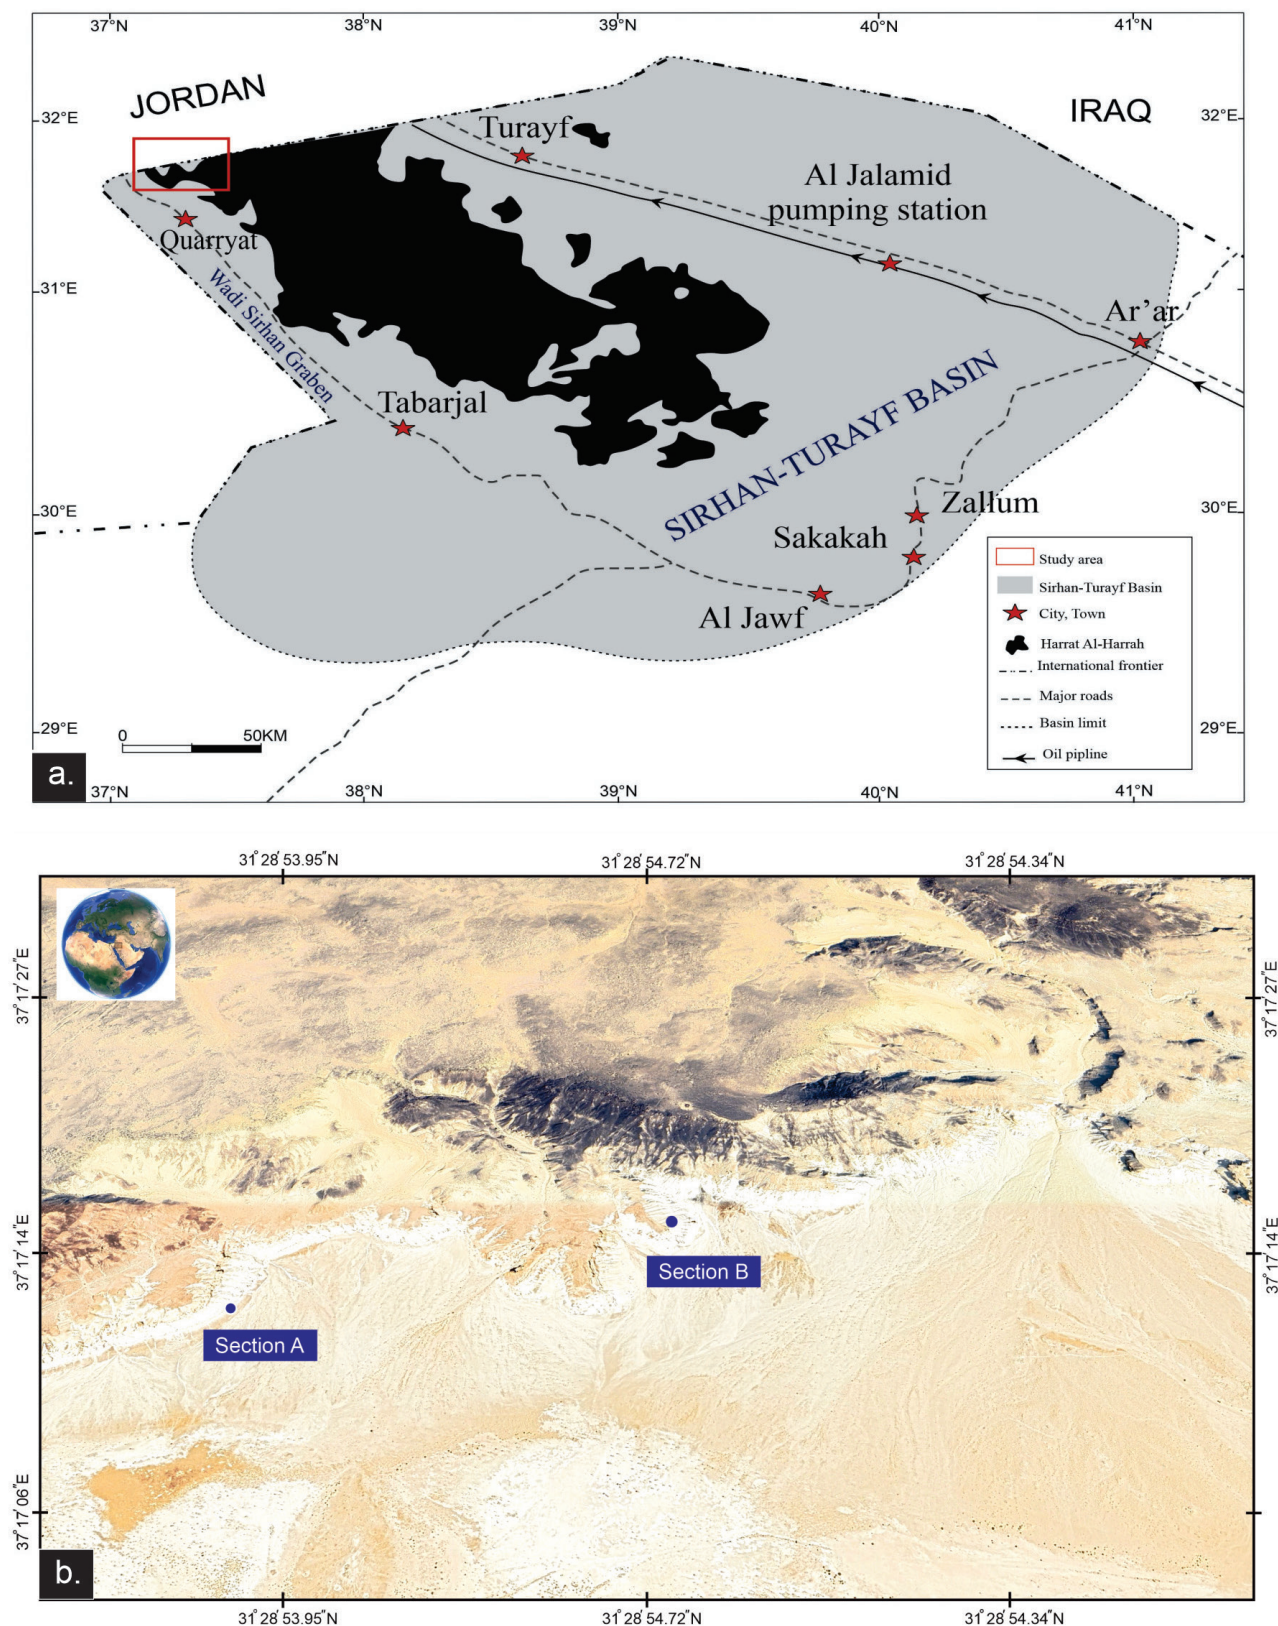 37°N 38°N 39°N 40°N 41°N
JORDAN
IRAQ
32°E
32°E
Turayf
Al Jalamid
pumping station
Quarryat
31°E
31°E
Wadi Sirhan Graben
Ar’ar
Tabarjal
SIRHAN-TURAYF BASIN
30°E
30°E
Zallum
Sakakah
Al Jawf
Study area
Sirhan-Turayf Basin
City, Town
Harrat Al-Harrah
International frontier
Major roads
Basin limit
Oil pipline
29°E
29°E
0 50KM
a.
37°N 38°N 39°N 40°N 41°N
31° 28' 53.95"N 31° 28' 54.72"N 31° 28' 54.34"N
37° 17' 27"E
37° 17' 27"E
37° 17' 14"E
37° 17' 14"E
Section B
Section A
37° 17' 06"E
37° 17' 06"E
b.
31° 28' 53.95"N 31° 28' 54.72"N 31° 28' 54.34"N